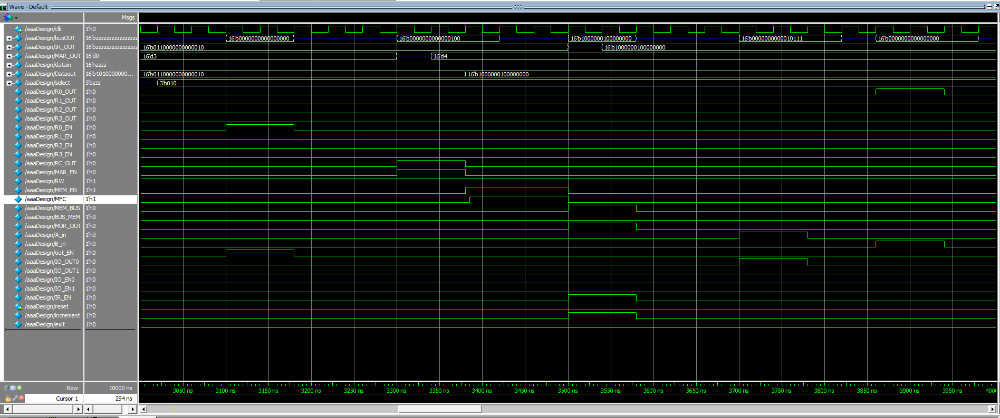 Wave - Default
Msgs
/aaaDesign/clk 1'h0
/aaaDesign/busOUT 16'bzzzzzzzzzzzzzzzz 16'b0000000000000000 16'b0000000000000100 16'b1000000100000000 16'b0000000000010111 16'b0000000000000000
/aaaDesign/IR_OUT 16'bzzzzzzzzzzzzzzzz 16'b0110000000000010 16'b1000000100000000
/aaaDesign/MAR_OUT 16'd0 16'd3 16'd4
/aaaDesign/datain 16'hzzzz
/aaaDesign/Dataout 16'b1010000000... 16'b0110000000000010 16'b1000000100000000
/aaaDesign/select 3'bzzz 3'b010
/aaaDesign/R0_OUT 1'h0
/aaaDesign/R1_OUT 1'h0
/aaaDesign/R2_OUT 1'h0
/aaaDesign/R3_OUT 1'h0
/aaaDesign/R0_EN 1'h0
/aaaDesign/R1_EN 1'h0
/aaaDesign/R2_EN 1'h0
/aaaDesign/R3_EN 1'h0
/aaaDesign/PC_OUT 1'h0
/aaaDesign/MAR_EN 1'h0
/aaaDesign/RW 1'h1
/aaaDesign/MEM_EN 1'h1
/aaaDesign/MFC 1'h1
/aaaDesign/MEM_BUS 1'h0
/aaaDesign/BUS_MEM 1'h0
/aaaDesign/MDR_OUT 1'h0
/aaaDesign/A_in 1'h0
/aaaDesign/B_in 1'h0
/aaaDesign/out_EN 1'h0
/aaaDesign/IO_OUT0 1'h0
/aaaDesign/IO_OUT1 1'h0
/aaaDesign/IO_EN0 1'h0
/aaaDesign/IO_EN1 1'h0
/aaaDesign/IR_EN 1'h0
/aaaDesign/reset 1'h0
/aaaDesign/increment 1'h0
/aaaDesign/exit 1'h0
Now 10000 ns 3050 ns 3100 ns 3150 ns 3200 ns 3250 ns 3300 ns 3350 ns 3400 ns 3450 ns 3500 ns 3550 ns 3600 ns 3650 ns 3700 ns 3750 ns 3800 ns 3850 ns 3900 ns 3950 ns 400
Cursor 1 294 ns